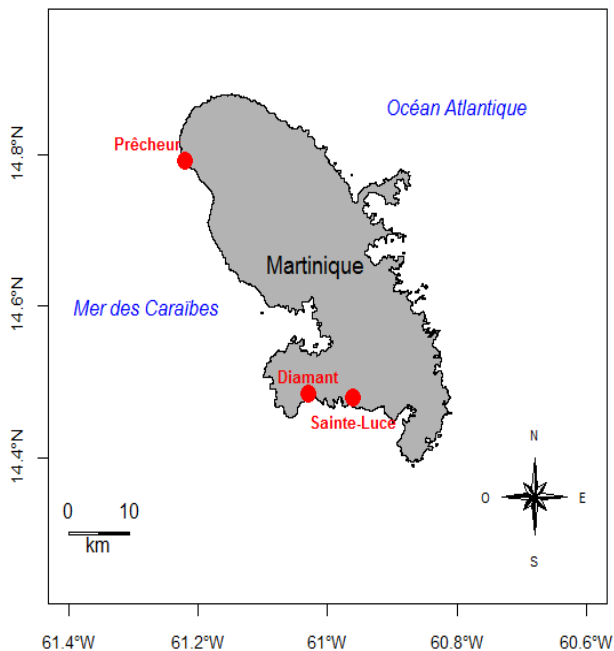 Océan Atlantique
Prêcheur
14.8°N
Martinique
14.6°N
Mer des Caraïbes
Diamant
Sainte-Luce
14.4°N
N
O
E
S
0
10
km
61.4°W
61.2°W
61°W
60.8°W
60.6°W